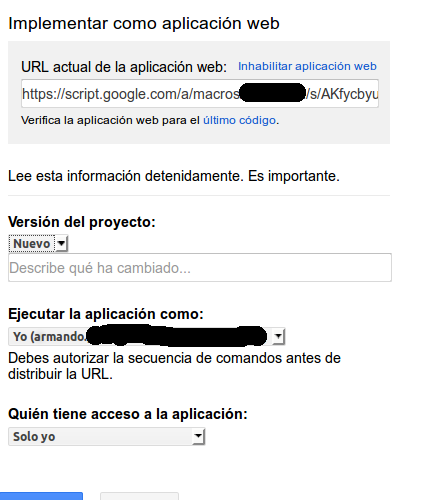 Implementar como aplicación web
URL actual de la aplicación web: Inhabilitar aplicación web
https://script.google.com/a/macros /s/AKfycbyu
Verifica la aplicación web para el último código.
Lee esta información detenidamente. Es importante.
Versión del proyecto:
Nuevo
Describe qué ha cambiado...
Ejecutar la aplicación como:
Yo (armando.
Debes autorizar la secuencia de comandos antes de
distribuir la URL.
Quién tiene acceso a la aplicación:
Solo yo